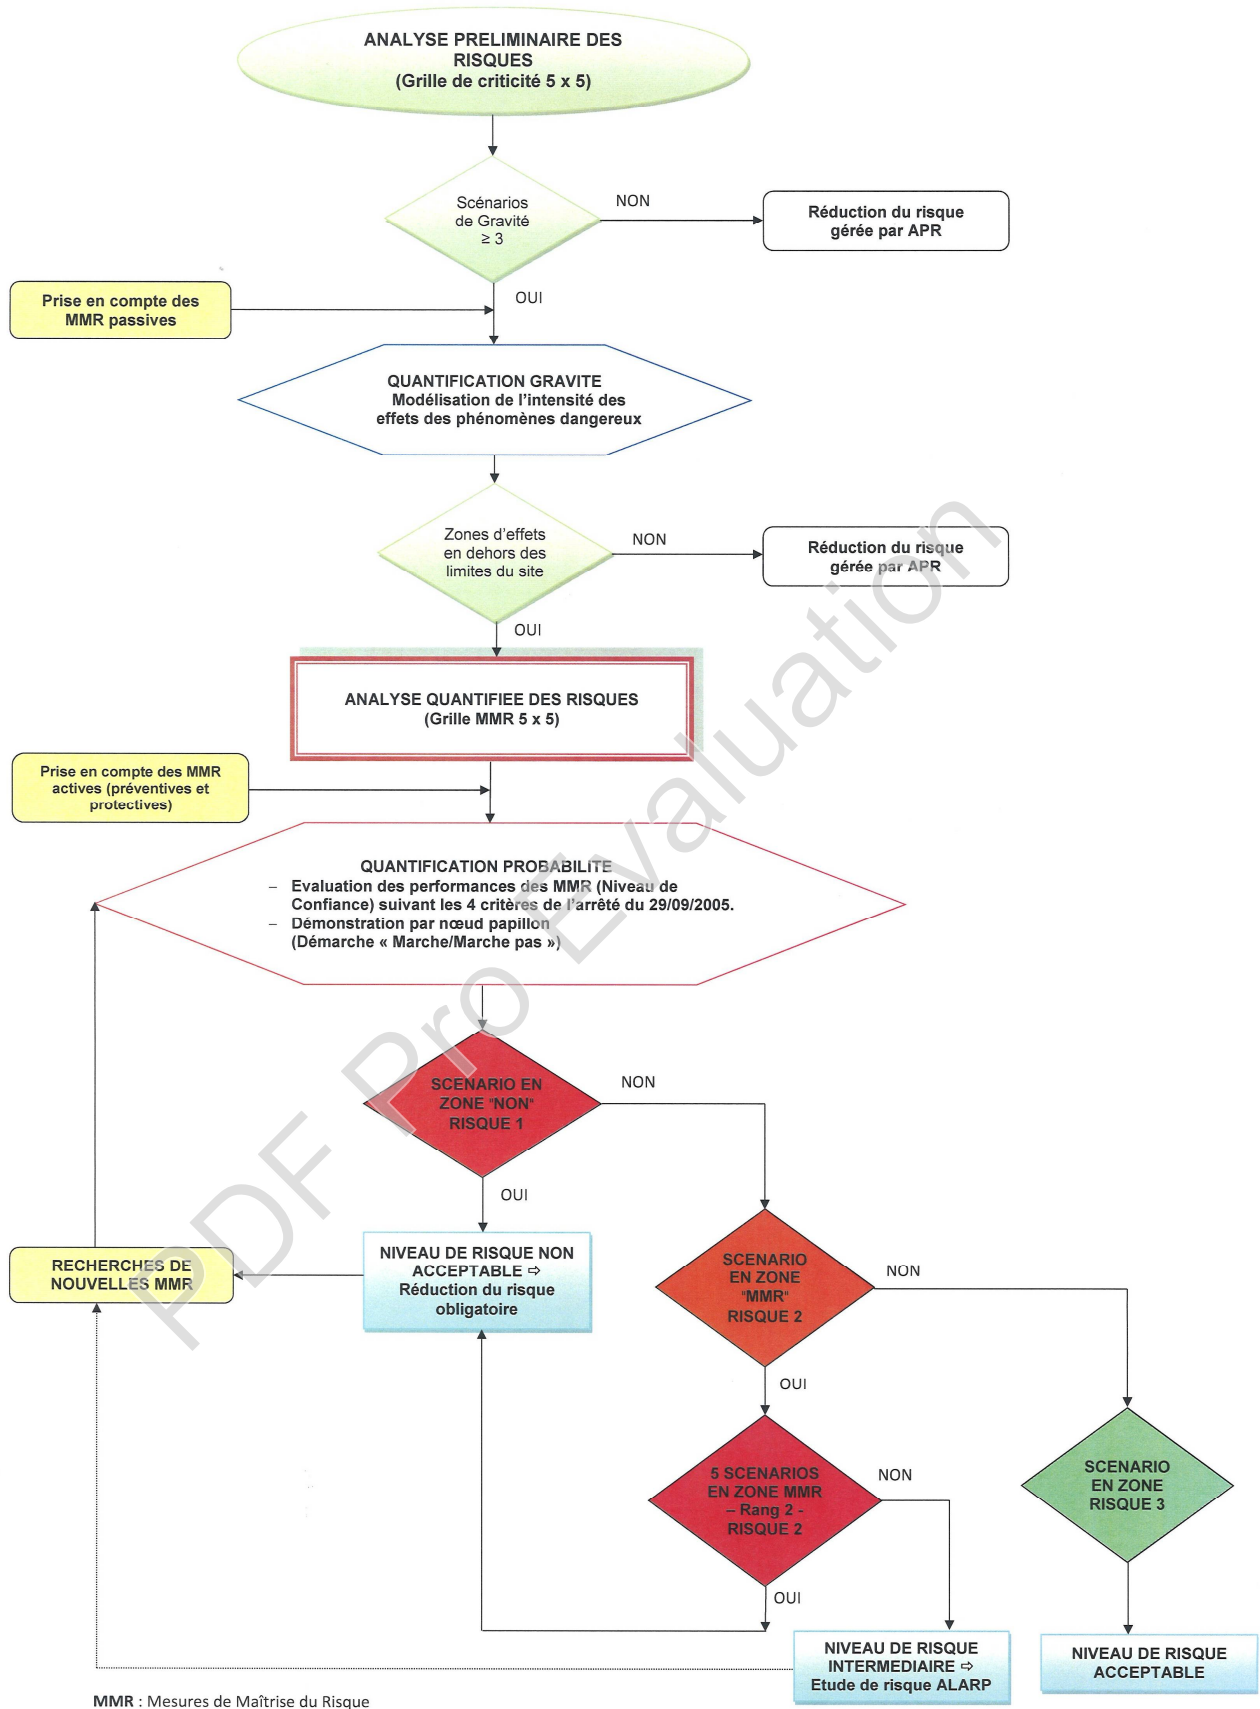 ANALYSE PRELIMINAIRE DES
RISQUES
(Grille de criticité 5 x 5)
Scénarios
de Gravité
≥ 3
NON
Réduction du risque
gérée par APR
OUI
Prise en compte des
MMR passives
QUANTIFICATION GRAVITE
Modélisation de l'intensité des
effets des phénomènes dangereux
Zones d'effets
en dehors des
limites du site
NON
Réduction du risque
gérée par APR
OUI
ANALYSE QUANTIFIEE DES RISQUES
(Grille MMR 5 x 5)
Prise en compte des MMR
actives (préventives et
protectives)
QUANTIFICATION PROBABILITE
– Evaluation des performances des MMR (Niveau de
Confiance) suivant les 4 critères de l'arrêté du 29/09/2005.
– Démonstration par nœud papillon
(Démarche « Marche/Marche pas »)
SCENARIO EN
ZONE "NON"
RISQUE 1
NON
OUI
RECHERCHES DE
NOUVELLES MMR
NIVEAU DE RISQUE NON
ACCEPTABLE ⇨
Réduction du risque
obligatoire
SCENARIO
EN ZONE
"MMR"
RISQUE 2
NON
OUI
5 SCENARIOS
EN ZONE MMR
– Rang 2 -
RISQUE 2
NON
OUI
SCENARIO
EN ZONE
RISQUE 3
NIVEAU DE RISQUE
INTERMEDIAIRE ⇨
Etude de risque ALARP
NIVEAU DE RISQUE
ACCEPTABLE
MMR : Mesures de Maîtrise du Risque
PDF Pro Evaluation